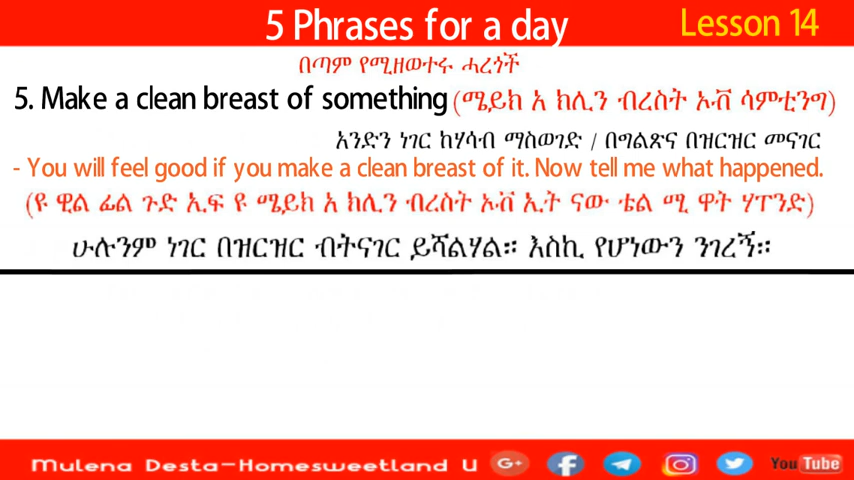 5 Phrases for a day
Lesson 14
በጣም የሚዘወተሩ ሓረጎች
5. Make a clean breast of something (ሜይክ አ ክሊን ብረስት ኦቭ ሳምቲንግ)
አንድን ነገር ከሃሳብ ማስወገድ / በግልጽና በዝርዝር መናገር
- You will feel good if you make a clean breast of it. Now tell me what happened.
(ዩ ዊል ፊል ጉድ ኢፍ ዩ ሜይክ አ ክሊን ብረስት ኦቭ ኢት ናው ቴል ሚ ዋት ሃፐንድ)
ሁሉንም ነገር በዝርዝር ብትናገር ይሻልሃል። እስኪ የሆነውን ንገረኝ።
Mulena Desta-Homesweetland U G+ YouTube